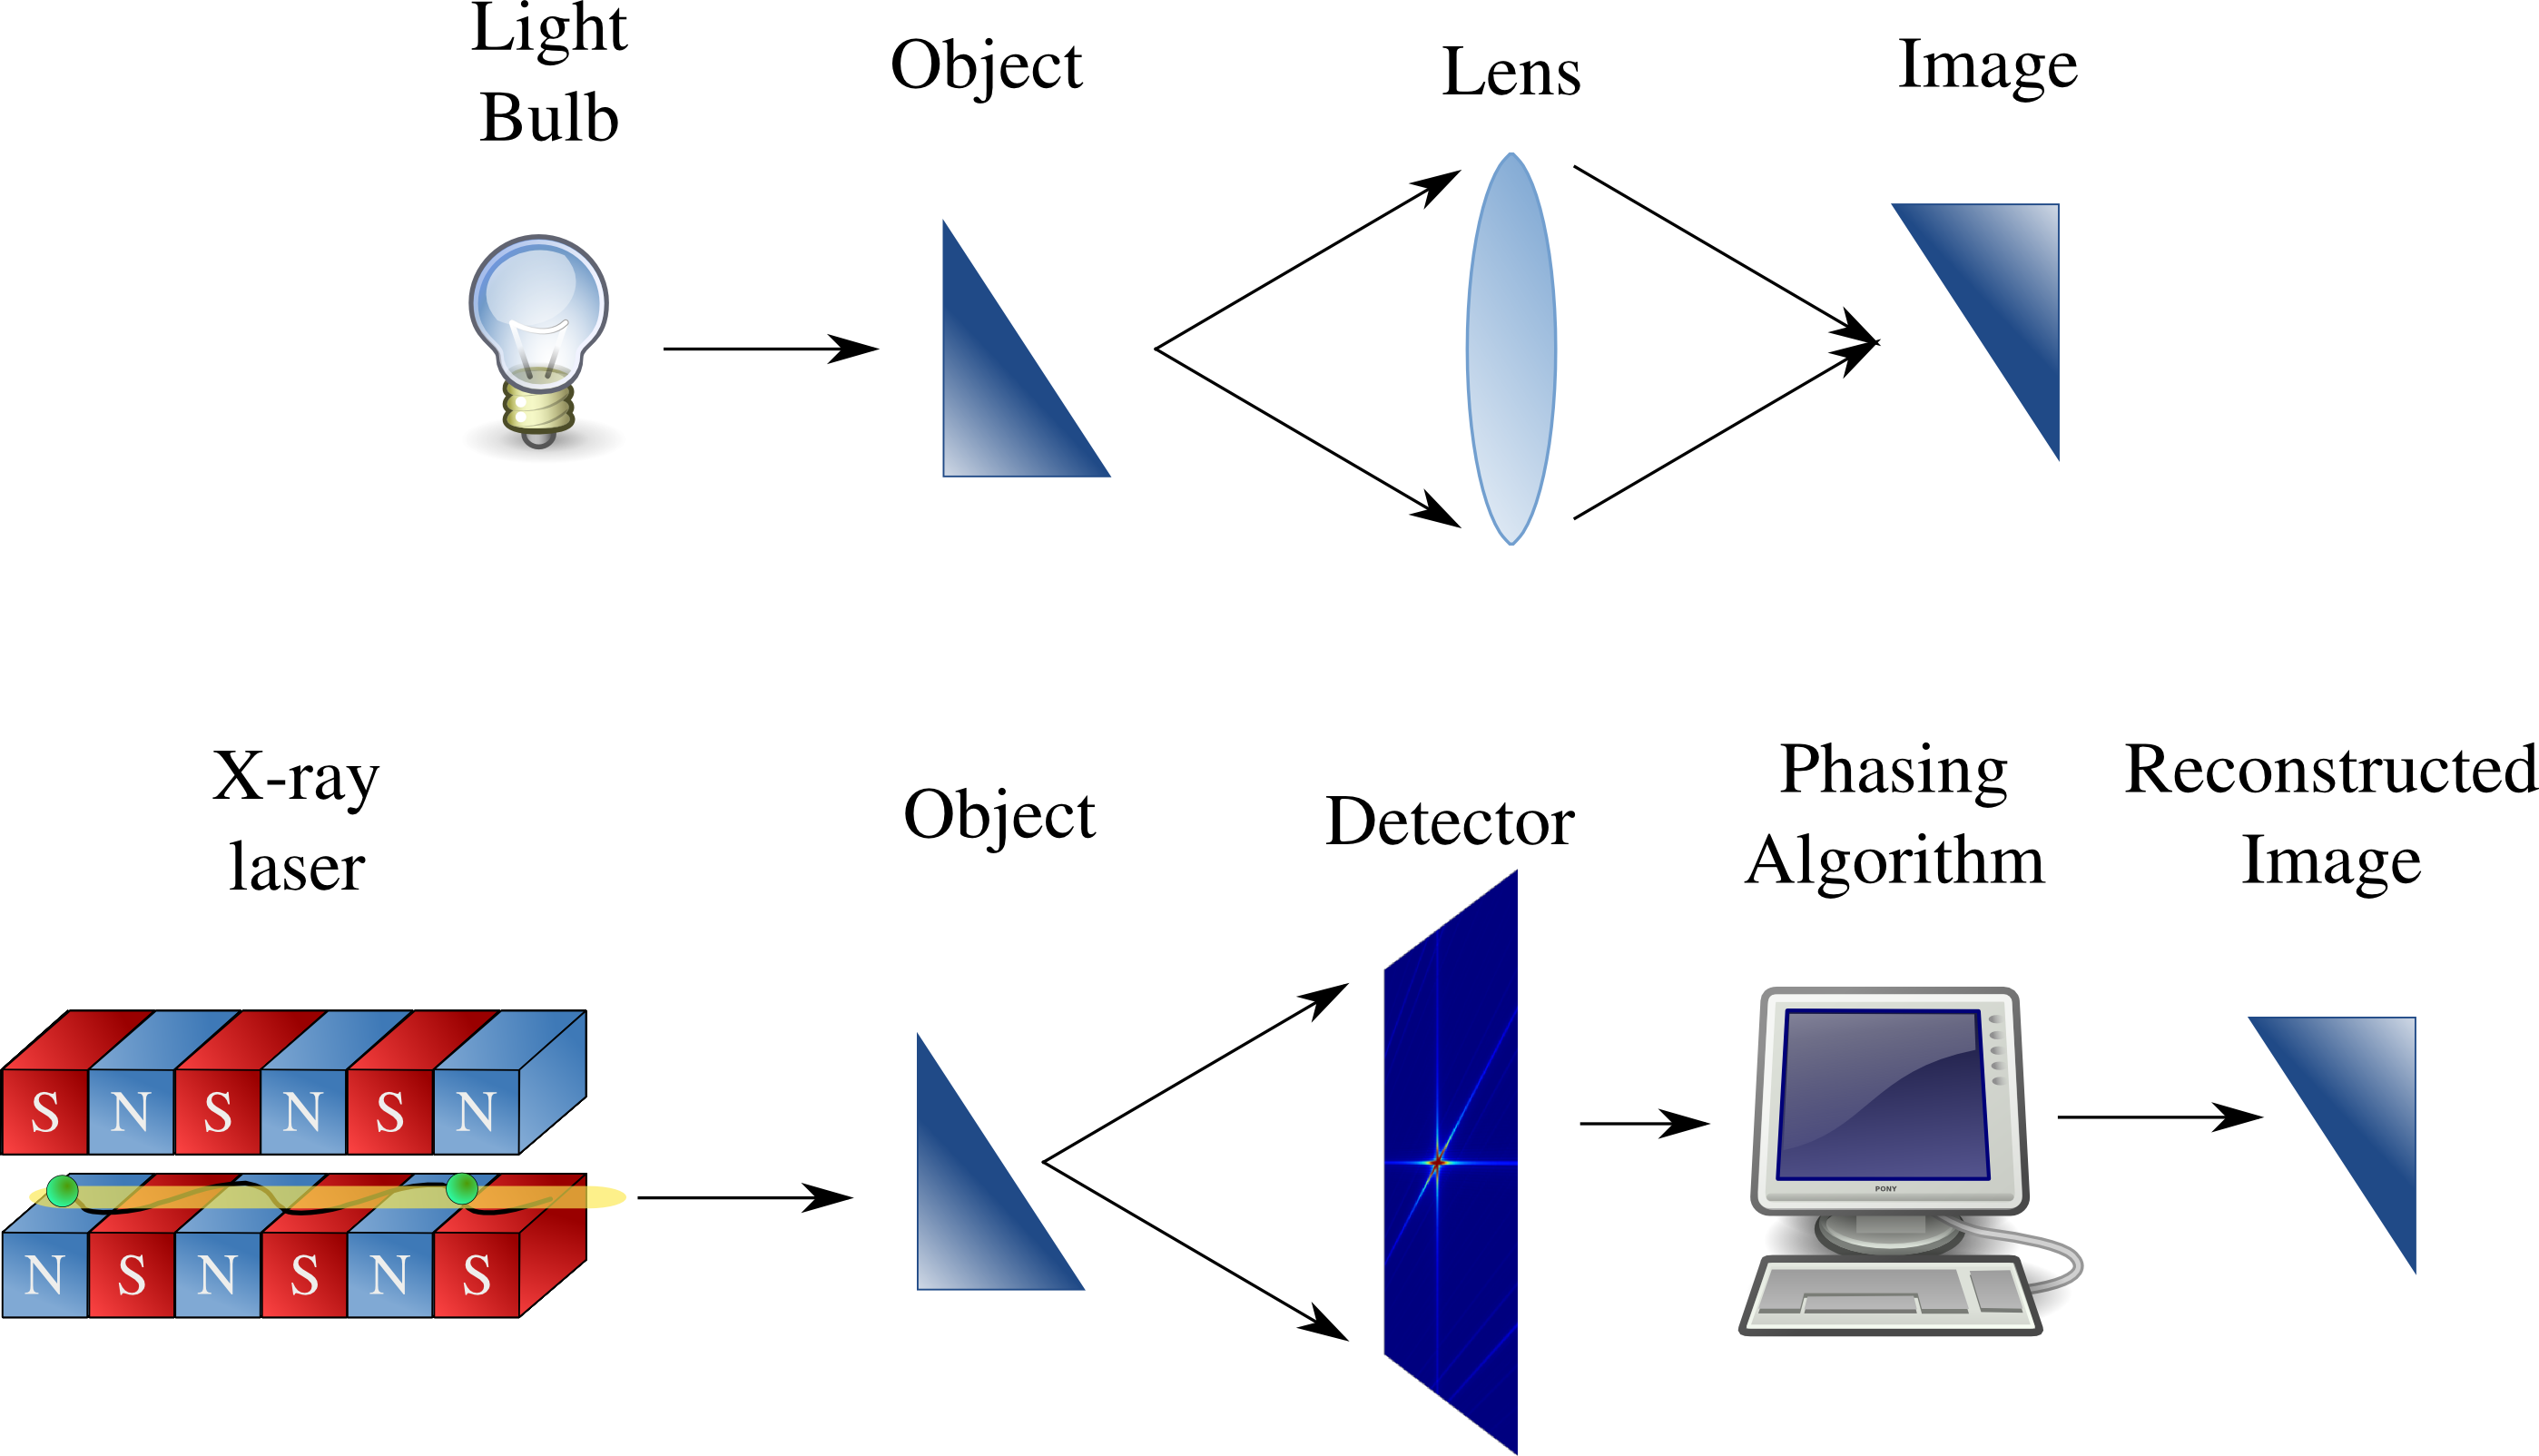 Light
Bulb
Object
Lens
Image
X-ray
laser
Object
Detector
Phasing
Algorithm
Reconstructed
Image
S N S N S N
N S N S N S
PONY